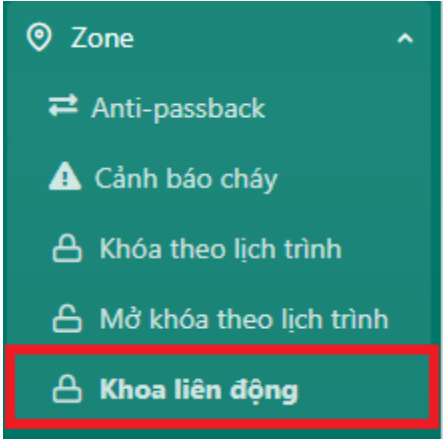 Zone
Anti-passback
Cảnh báo cháy
Khóa theo lịch trình
Mở khóa theo lịch trình
Khoa liên động